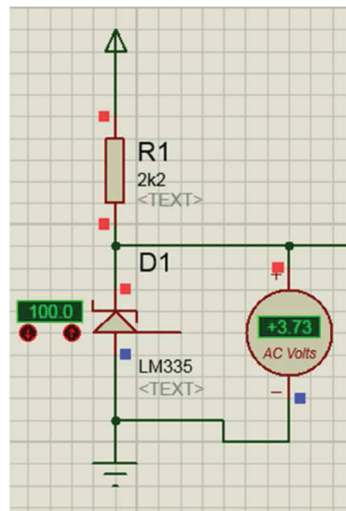 R1
2k2
<TEXT>
D1
100.0
LM335
<TEXT>
+
+3.73
AC Volts
−